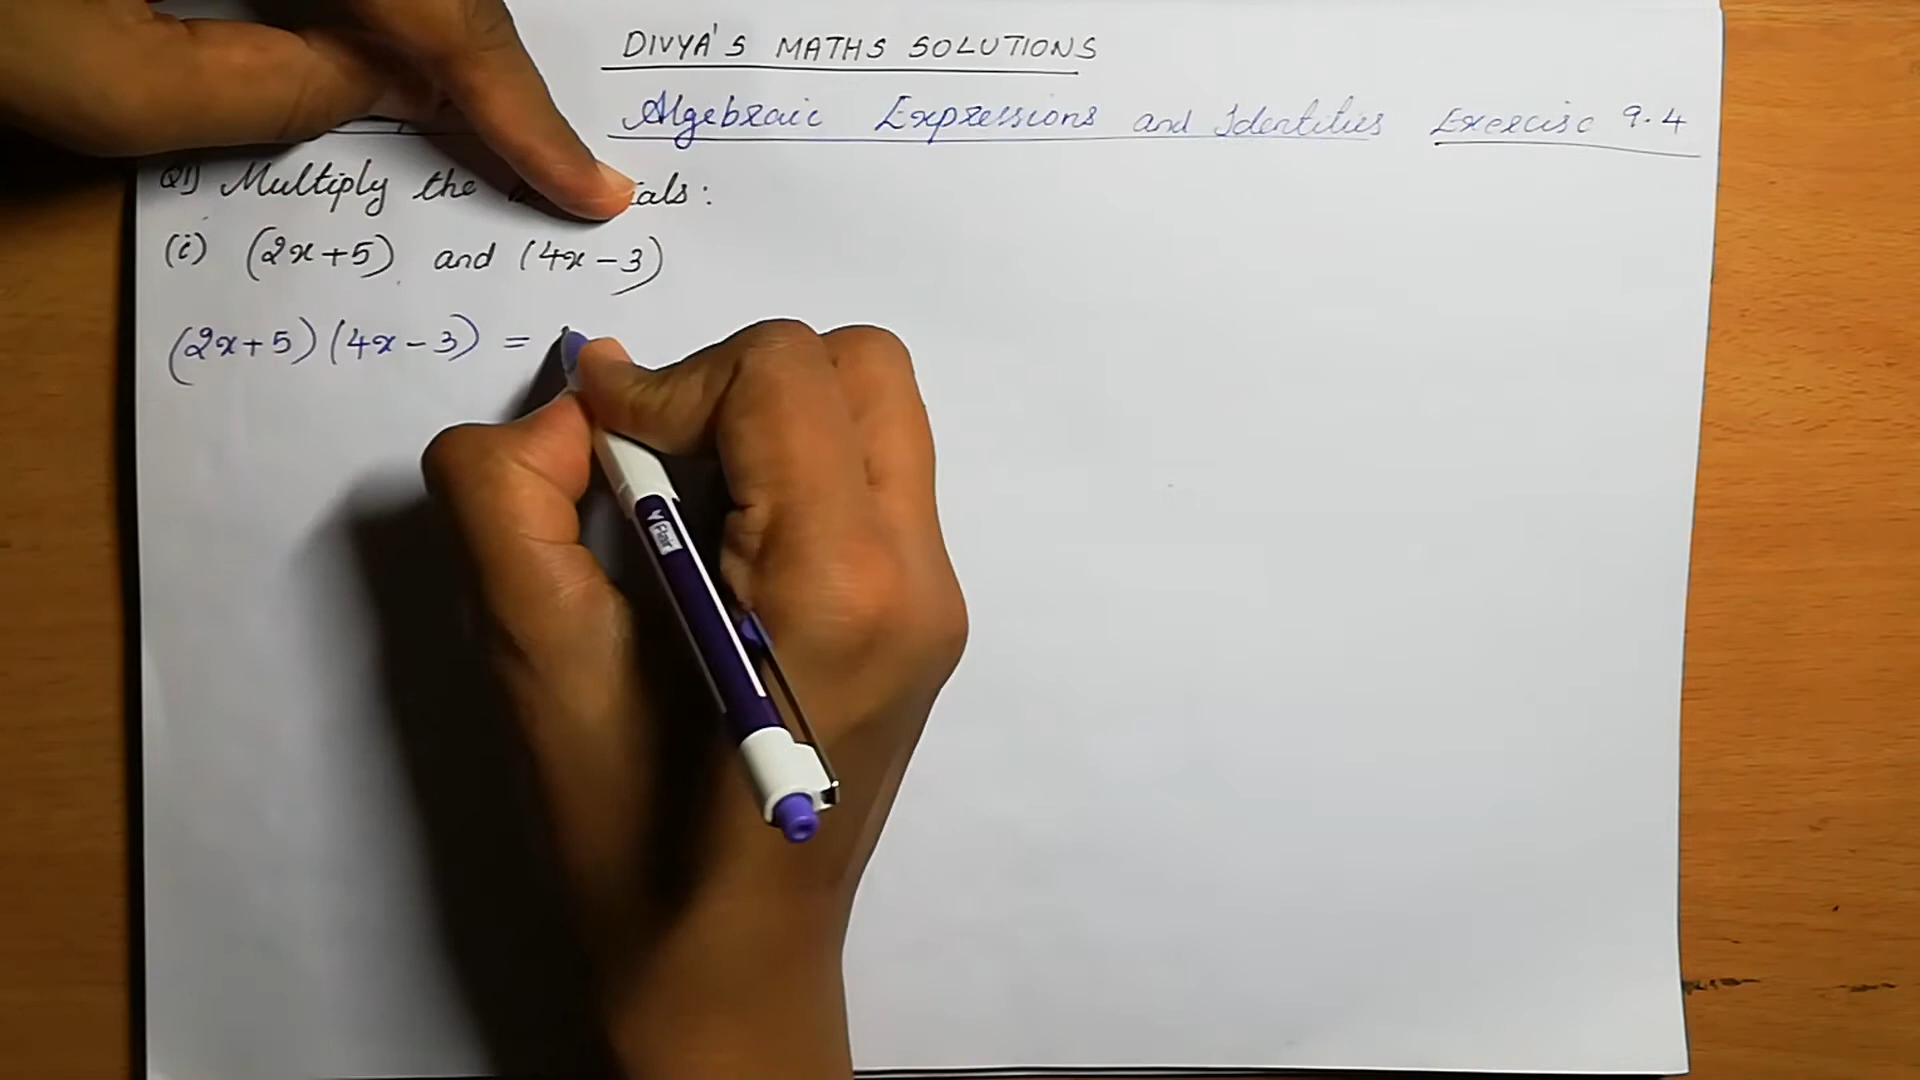 DIVYA'S MATHS SOLUTIONS
Algebraic Expressions and Identities Exercise 9.4
Q1) Multiply the
(i) (2x+5) and (4x-3)
(2x+5)(4x-3) =
Flair